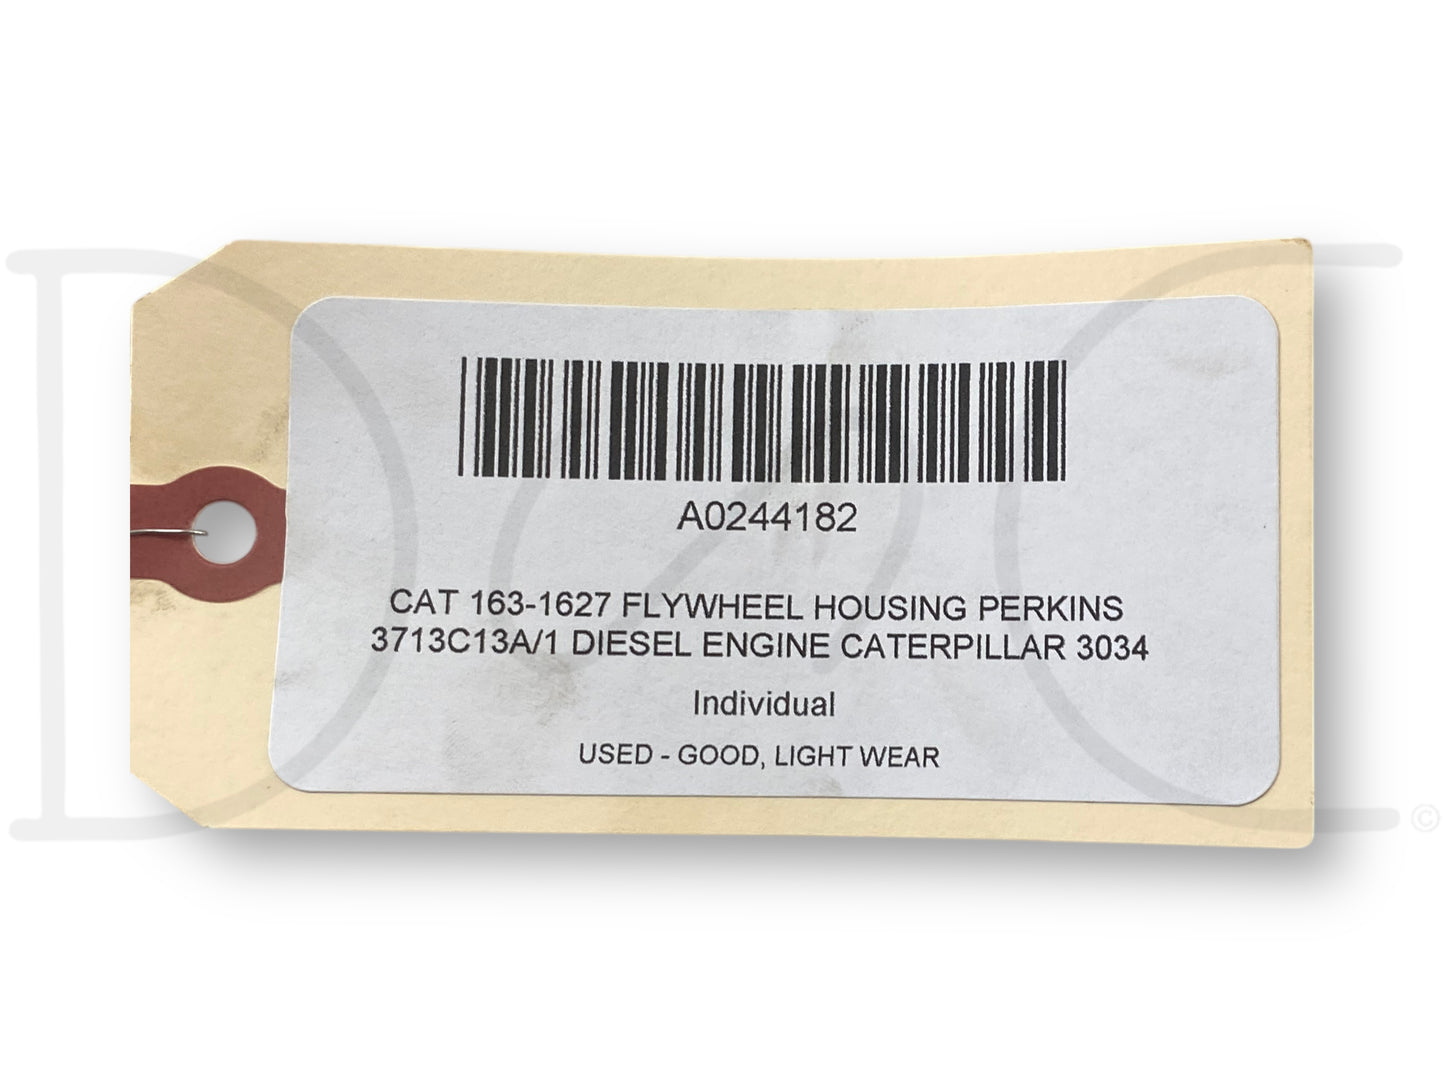 A0244182
CAT 163-1627 FLYWHEEL HOUSING PERKINS
3713C13A/1 DIESEL ENGINE CATERPILLAR 3034
Individual
USED - GOOD, LIGHT WEAR
©